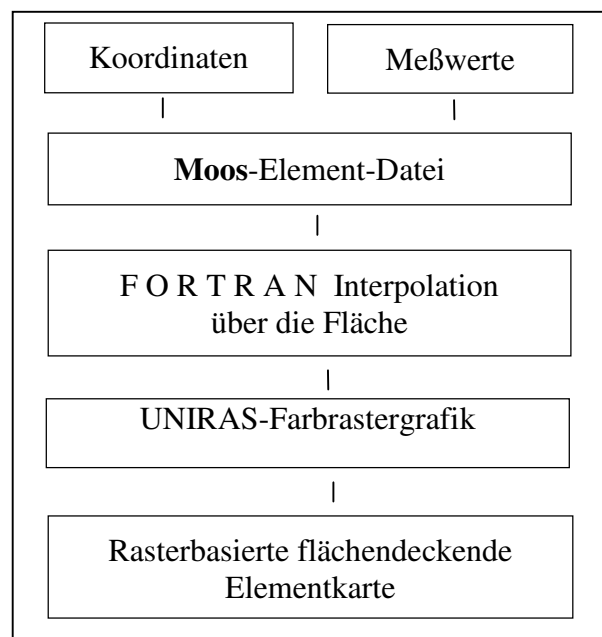 Koordinaten
Meßwerte
Moos-Element-Datei
F O R T R A N Interpolation
über die Fläche
UNIRAS-Farbrastergrafik
Rasterbasierte flächendeckende
Elementkarte